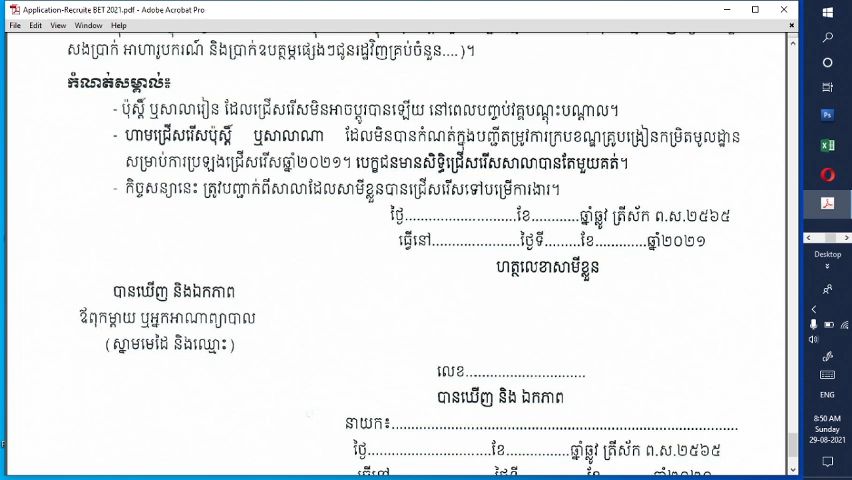 Application-Recruite BET 2021.pdf - Adobe Acrobat Pro
File Edit View Window Help
សងប្រាក់ អាហារូបករណ៍ និងប្រាក់ឧបត្ថម្ភផ្សេងៗជូនរដ្ឋវិញគ្រប់ចំនួន....)។
កំណត់សម្គាល់៖
- ប៉ុស្តិ៍ ឬសាលារៀន ដែលជ្រើសរើសមិនអាចប្តូរបានឡើយ នៅពេលបញ្ចប់វគ្គបណ្តុះបណ្តាល។
- ហាមជ្រើសរើសប៉ុស្តិ៍ ឬសាលាណា ដែលមិនបានកំណត់ក្នុងបញ្ជីតម្រូវការក្របខណ្ឌគ្រូបង្រៀនកម្រិតមូលដ្ឋាន
សម្រាប់ការប្រឡងជ្រើសរើសឆ្នាំ២០២១។ បេក្ខជនមានសិទ្ធិជ្រើសរើសសាលាបានតែមួយគត់។
- កិច្ចសន្យានេះ ត្រូវបញ្ជាក់ពីសាលាដែលសាមីខ្លួនបានជ្រើសរើសទៅបម្រើការងារ។
ថ្ងៃ...........................ខែ............ឆ្នាំឆ្លូវ ត្រីស័ក ព.ស.២៥៦៥
ធ្វើនៅ......................ថ្ងៃទី.........ខែ.............ឆ្នាំ២០២១
ហត្ថលេខាសាមីខ្លួន
បានឃើញ និងឯកភាព
ឪពុកម្តាយ ឬអ្នកអាណាព្យាបាល
(ស្នាមមេដៃ និងឈ្មោះ)
លេខ..............................
បានឃើញ និង ឯកភាព
នាយក៖......................................................................................
ថ្ងៃ...............................ខែ...............ឆ្នាំឆ្លូវ ត្រីស័ក ព.ស.២៥៦៥
Desktop
ENG
8:50 AM
Sunday
29-08-2021